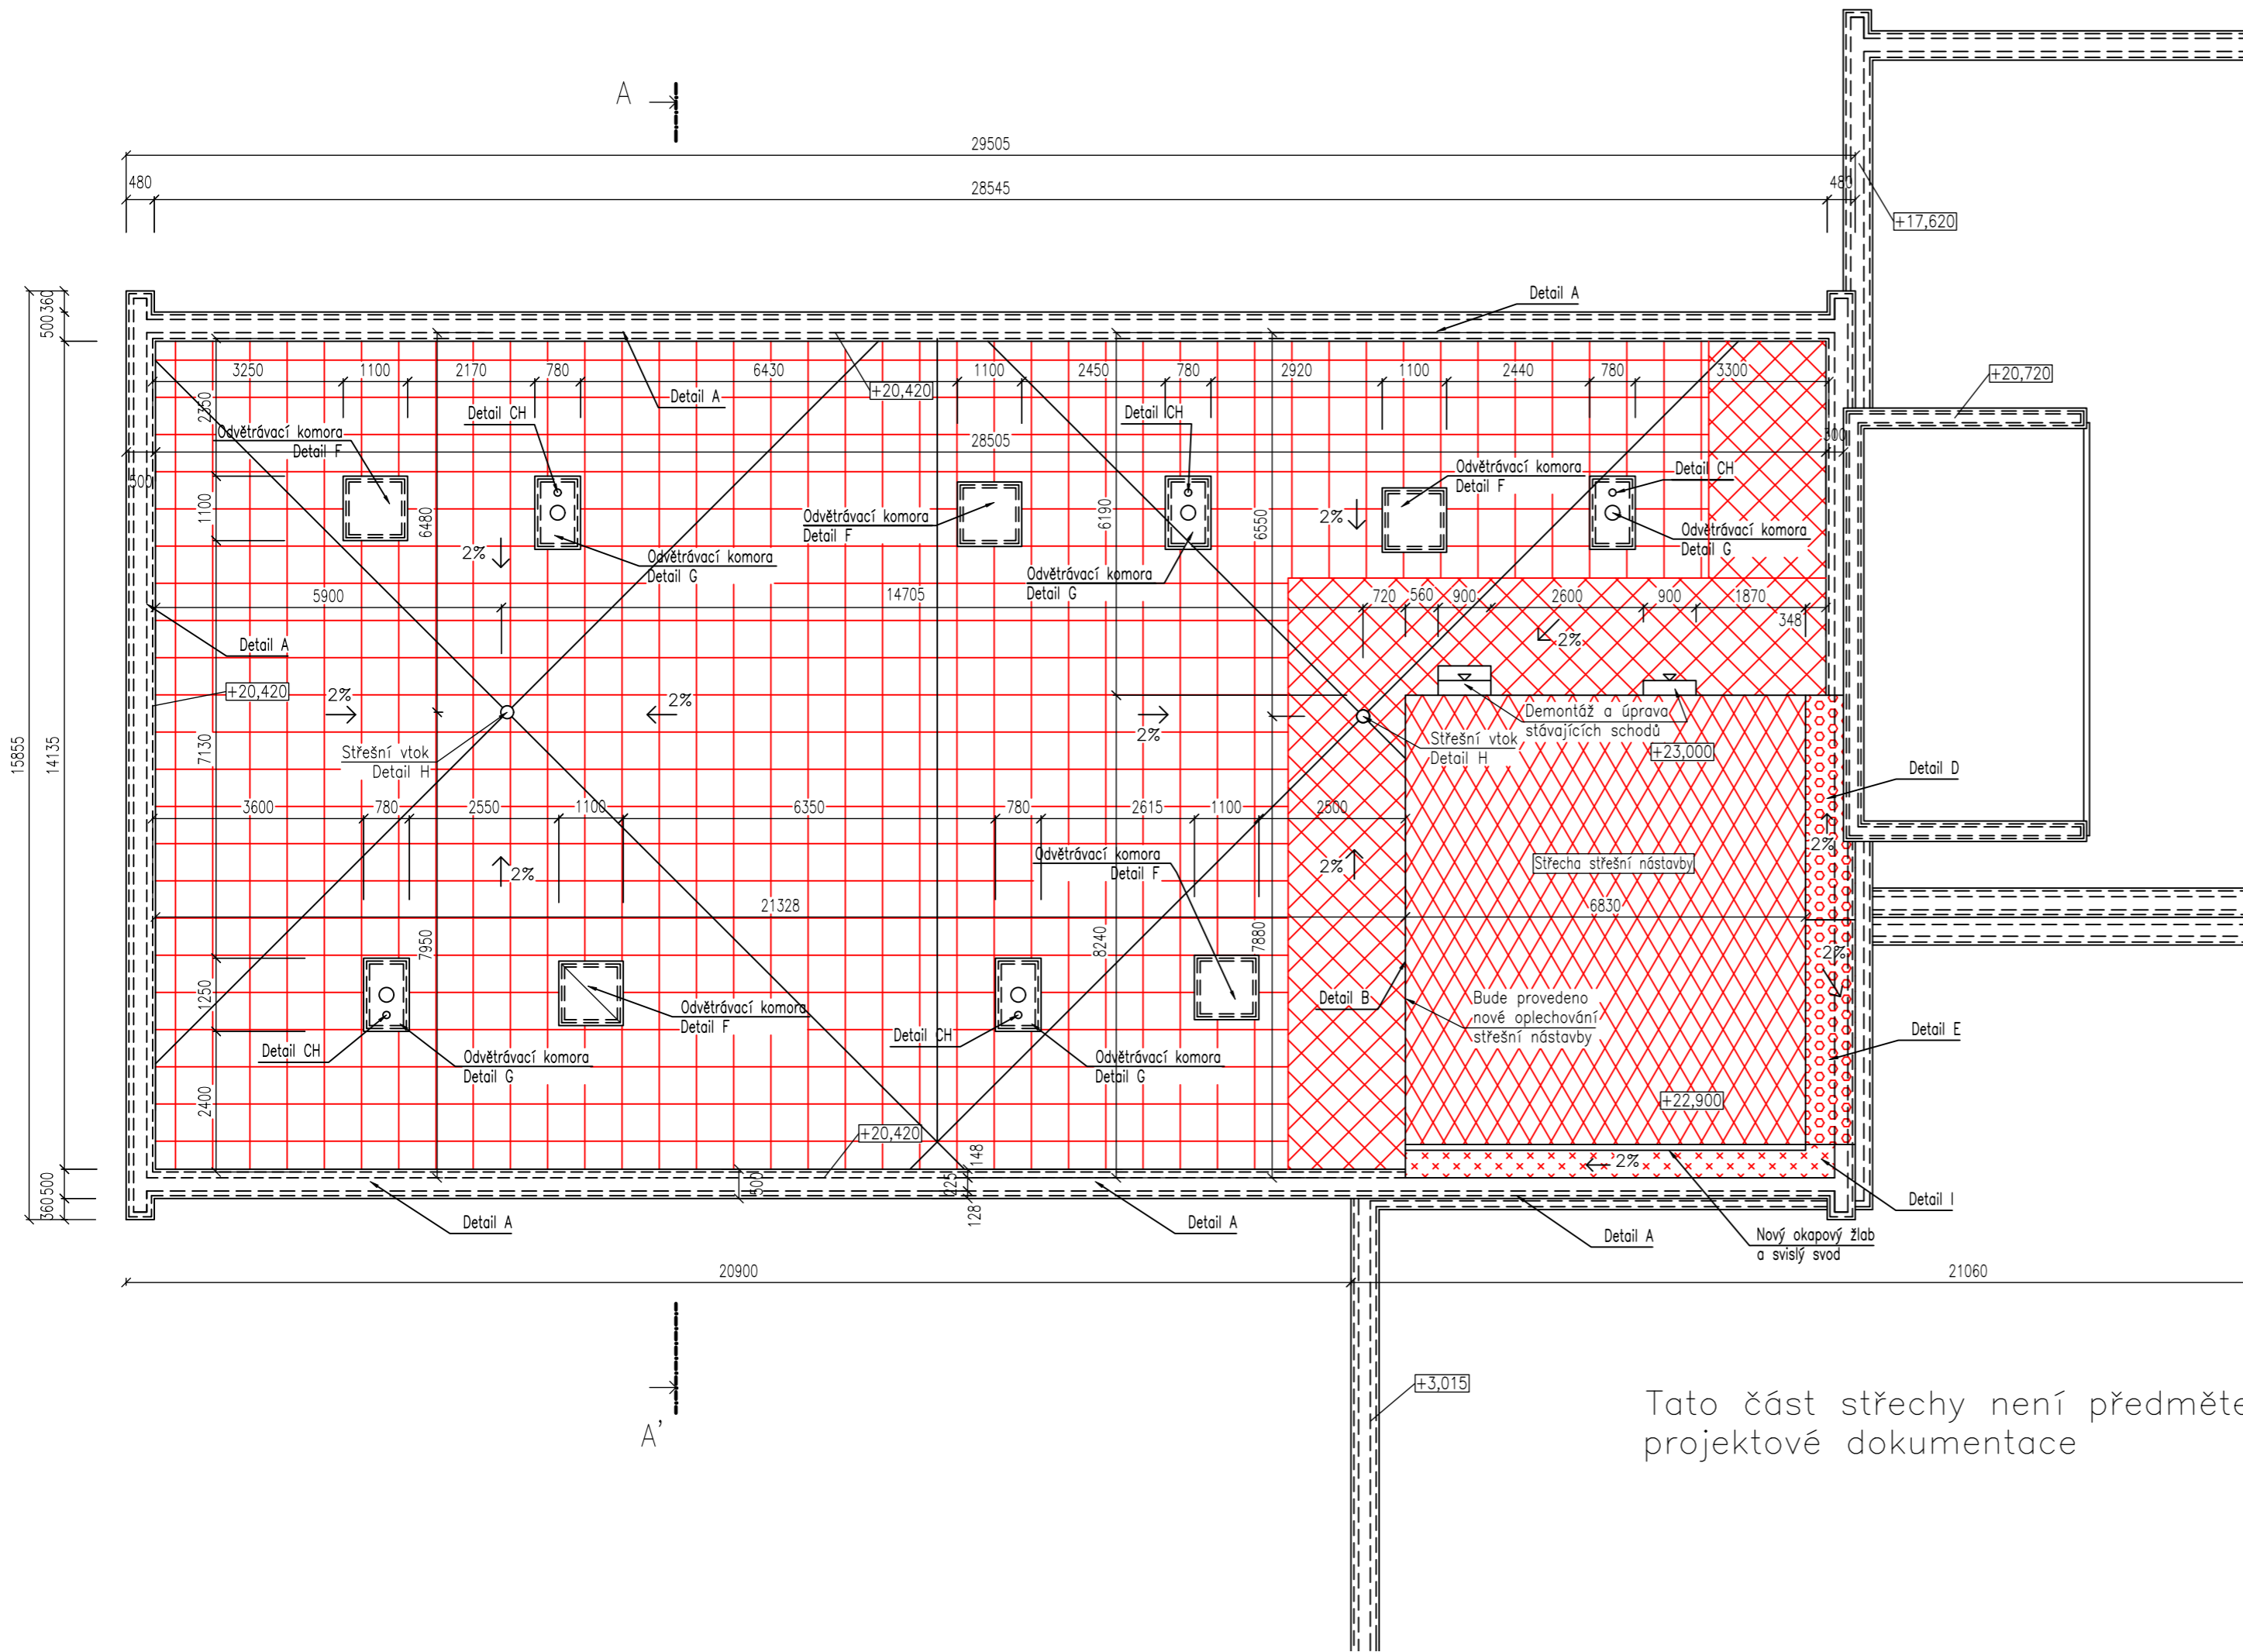 A
29505
480
28545
480
+17,620
360
500
Detail A
3250
1100
2170
780
6430
1100
2450
780
2920
1100
2440
780
3300
+20,720
2350
Detail A
+20,420
Detail CH
Detail CH
Odvětrávací komora
Detail F
28505
300
500
Odvětrávací komora
Detail F
Detail CH
1100
6480
Odvětrávací komora
Detail F
6190
6550
2%
Odvětrávací komora
Detail G
2%
Odvětrávací komora
Detail G
Odvětrávací komora
Detail G
5900
14705
720
560
900
2600
900
1870
348
Detail A
2%
+20,420
2%
2%
2%
15855
14135
7130
Střešní vtok
Detail H
Střešní vtok
Detail H
Demontáž a úprava
stávajících schodů
+23,000
Detail D
3600
780
2550
1100
6350
780
2615
1100
2500
2%
2%
2%
Odvětrávací komora
Detail F
Střecha střešní nástavby
21328
6830
7950
8240
7880
2%
1250
Odvětrávací komora
Detail F
Detail B
Bude provedeno
nové oplechování
střešní nástavby
Detail CH
Odvětrávací komora
Detail G
Detail CH
Odvětrávací komora
Detail G
Detail E
2400
+22,900
+20,420
148
2%
500
225
128
360
500
Detail A
Detail A
Detail A
Detail I
Nový okapový žlab
a svislý svod
20900
21060
A'
+3,015
Tato část střechy není předměte
projektové dokumentace